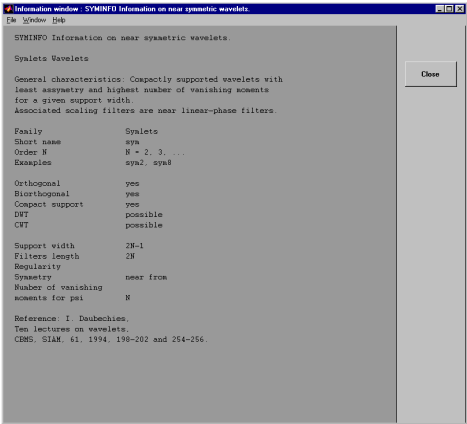 Information window : SYMINFO Information on near symmetric wavelets.
File Window Help
SYMINFO Information on near symmetric wavelets.
Symlets Wavelets
General characteristics: Compactly supported wavelets with
least assymetry and highest number of vanishing moments
for a given support width.
Associated scaling filters are near linear-phase filters.
Family Symlets
Short name sym
Order N N = 2, 3, ...
Examples sym2, sym8
Orthogonal yes
Biorthogonal yes
Compact support yes
DWT possible
CWT possible
Support width 2N-1
Filters length 2N
Regularity
Symmetry near from
Number of vanishing
moments for psi N
Reference: I. Daubechies,
Ten lectures on wavelets,
CBMS, SIAM, 61, 1994, 198-202 and 254-256.
Close